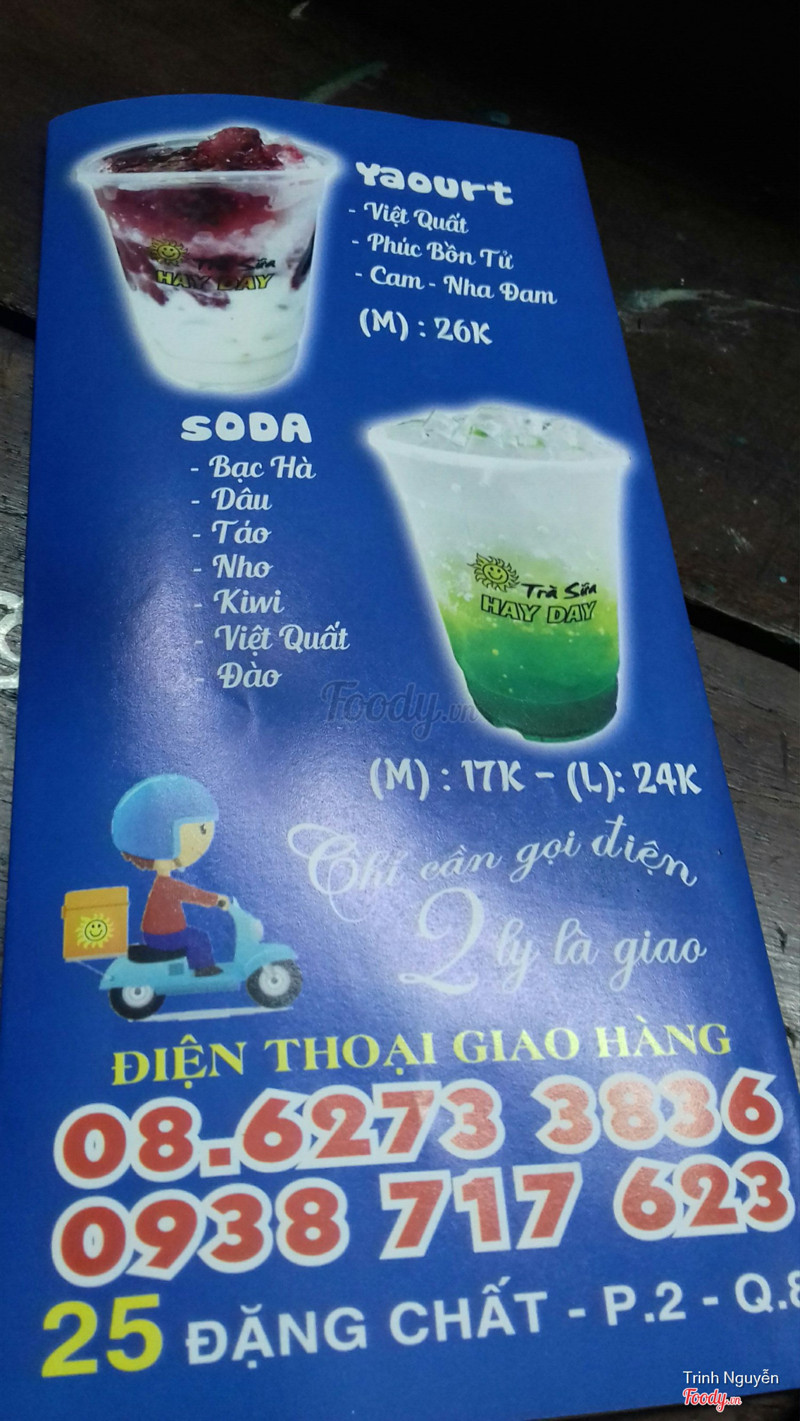 Yaourt
- Việt Quất
- Phúc Bồn Tử
- Cam - Nha Đam
(M) : 26K
Trà Sữa
HAY DAY
SODA
- Bạc Hà
- Dâu
- Táo
- Nho
- Kiwi
- Việt Quất
- Đào
Trà Sữa
HAY DAY
Foody.vn
(M) : 17K - (L): 24K
Chỉ cần gọi điện
2 ly là giao
ĐIỆN THOẠI GIAO HÀNG
08.6273 3836
0938 717 623
25 ĐẶNG CHẤT - P.2 - Q.8
Trinh Nguyễn
Foody.vn